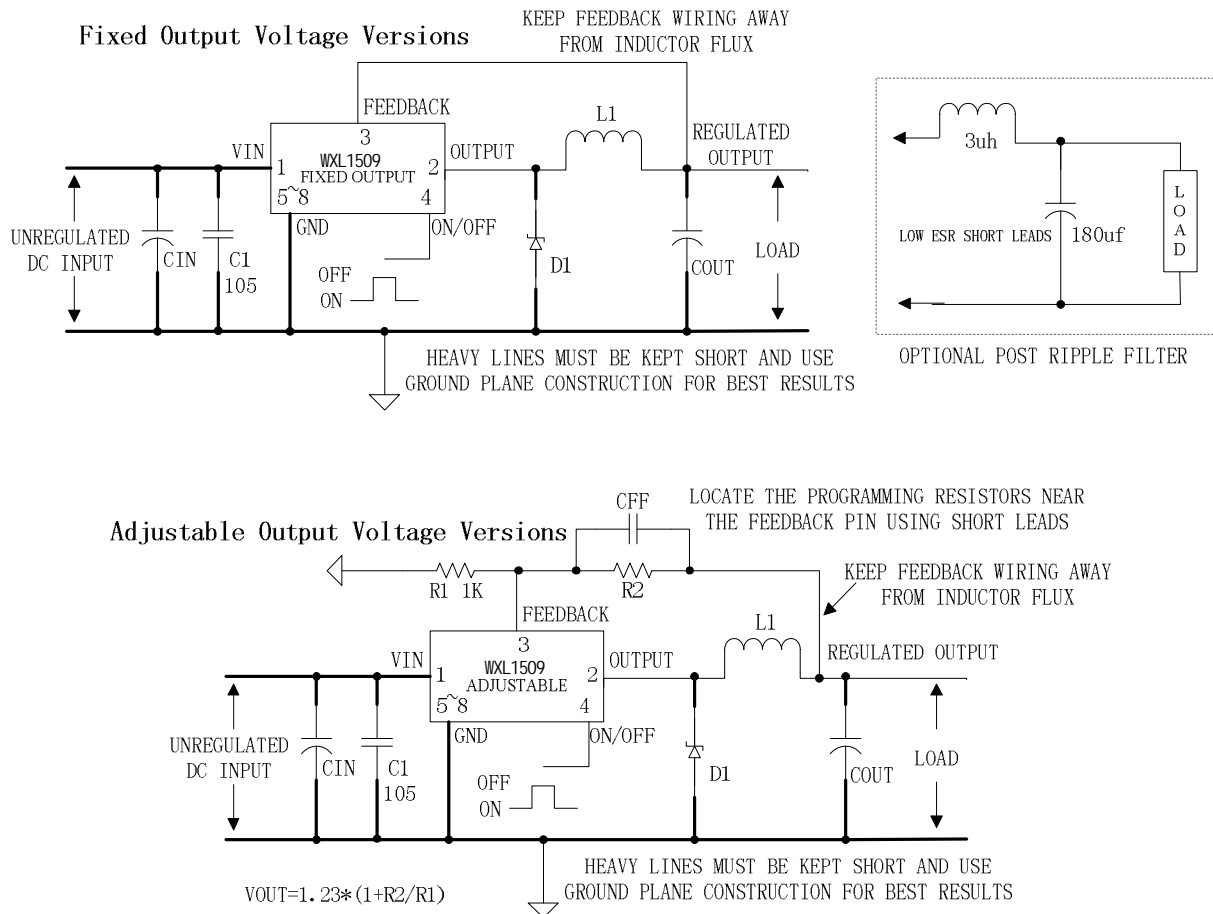 Fixed Output Voltage Versions
KEEP FEEDBACK WIRING AWAY
FROM INDUCTOR FLUX
FEEDBACK
3
L1
REGULATED
OUTPUT
VIN
1
WXL1509
FIXED OUTPUT
2
OUTPUT
5~8
4
GND
ON/OFF
UNREGULATED
DC INPUT
CIN
C1
105
OFF
ON
D1
COUT
LOAD
HEAVY LINES MUST BE KEPT SHORT AND USE
GROUND PLANE CONSTRUCTION FOR BEST RESULTS
3uh
LOW ESR SHORT LEADS
180uf
LOAD
OPTIONAL POST RIPPLE FILTER
Adjustable Output Voltage Versions
CFF
LOCATE THE PROGRAMMING RESISTORS NEAR
THE FEEDBACK PIN USING SHORT LEADS
R1 1K
R2
KEEP FEEDBACK WIRING AWAY
FROM INDUCTOR FLUX
FEEDBACK
3
L1
REGULATED OUTPUT
VIN
1
WXL1509
ADJUSTABLE
2
OUTPUT
5~8
4
GND
ON/OFF
UNREGULATED
DC INPUT
CIN
C1
105
OFF
ON
D1
COUT
LOAD
HEAVY LINES MUST BE KEPT SHORT AND USE
GROUND PLANE CONSTRUCTION FOR BEST RESULTS
VOUT=1.23*(1+R2/R1)